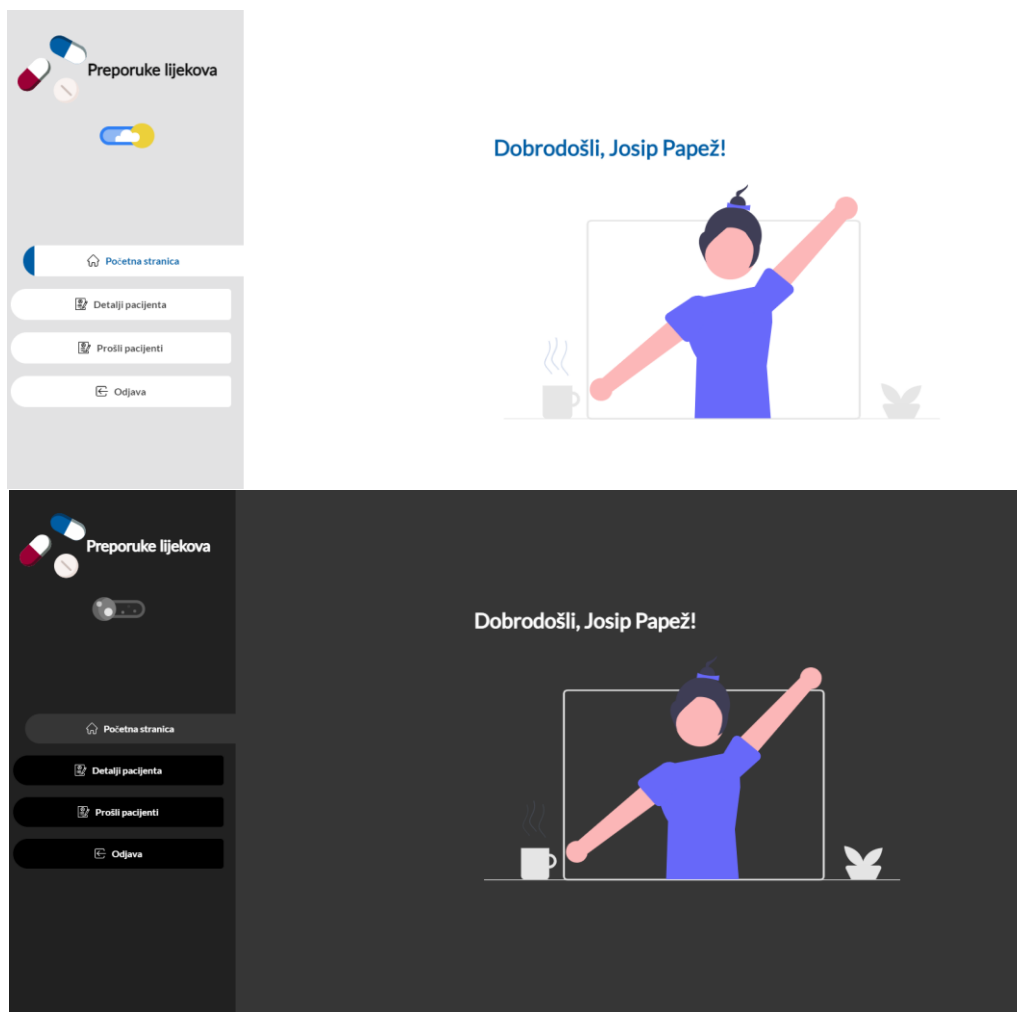 Preporuke lijekova
Dobrodošli, Josip Papež!
Početna stranica
Detalji pacijenta
Prošli pacijenti
Odjava
Preporuke lijekova
Dobrodošli, Josip Papež!
Početna stranica
Detalji pacijenta
Prošli pacijenti
Odjava